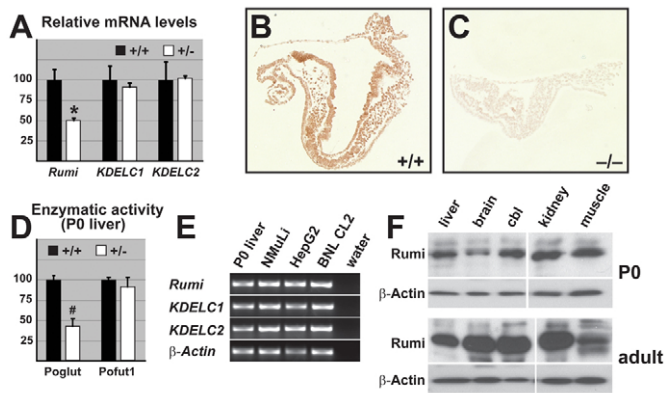 A
Relative mRNA levels
+/+ +/-
100
75
50
25
Rumi KDELC1 KDELC2
*
B
+/+
C
–/–
D
Enzymatic activity
(P0 liver)
+/+ +/-
100
75
50
25
#
Poglut Pofut1
E
P0 liver NMuLi HepG2 BNL CL2 water
Rumi
KDELC1
KDELC2
β-Actin
F
liver brain cbl kidney muscle
Rumi
β-Actin
P0
Rumi
β-Actin
adult